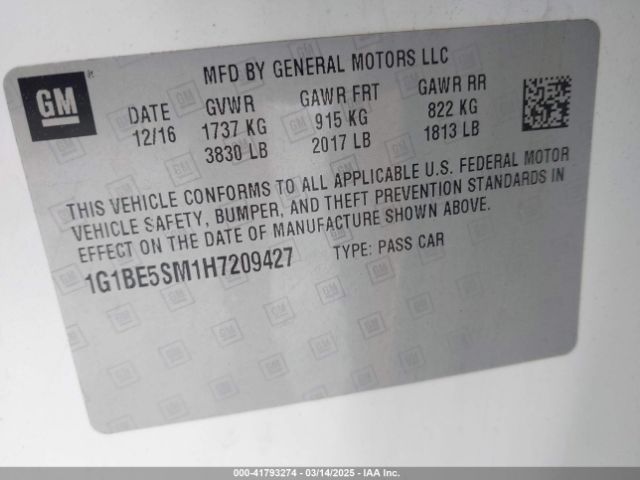 GM
MFD BY GENERAL MOTORS LLC
DATE GVWR GAWR FRT GAWR RR
12/16 1737 KG 915 KG 822 KG
3830 LB 2017 LB 1813 LB
THIS VEHICLE CONFORMS TO ALL APPLICABLE U.S. FEDERAL MOTOR
VEHICLE SAFETY, BUMPER, AND THEFT PREVENTION STANDARDS IN
EFFECT ON THE DATE OF MANUFACTURE SHOWN ABOVE.
1G1BE5SM1H7209427 TYPE: PASS CAR
000-41793274 - 03/14/2025 - IAA Inc.